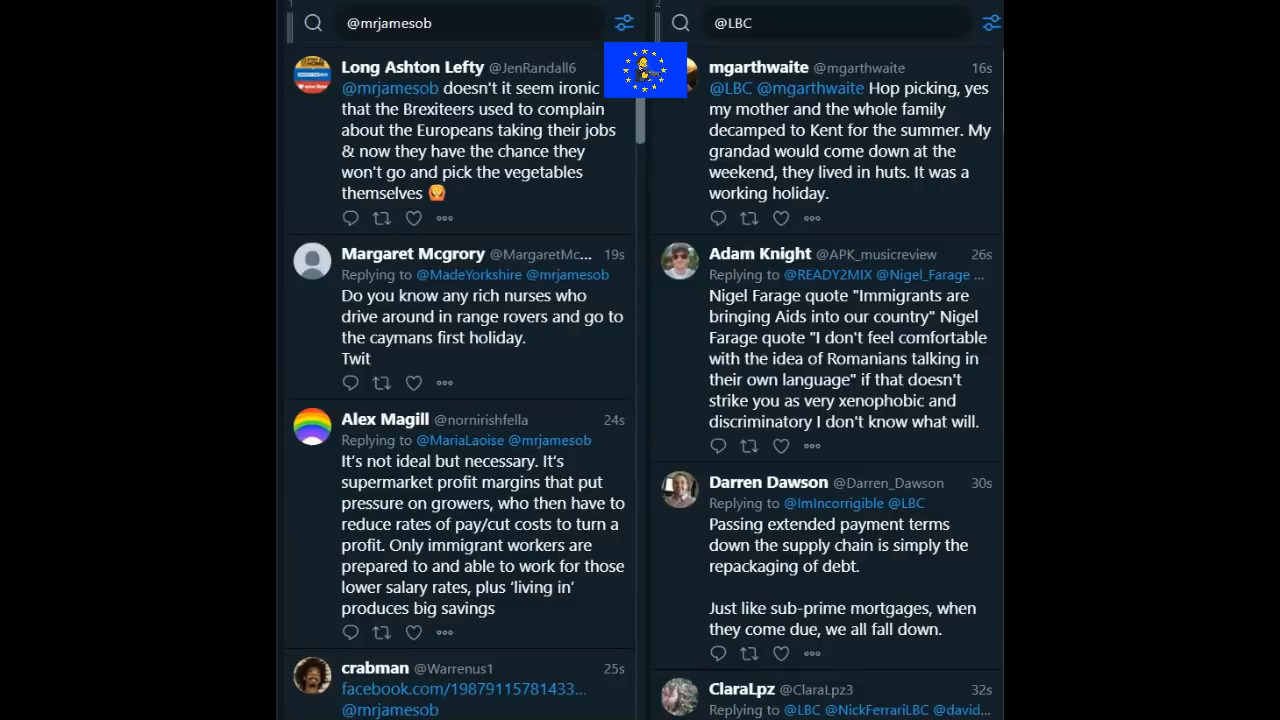 1
@mrjamesob
Long Ashton Lefty @JenRandall6
@mrjamesob doesn't it seem ironic
that the Brexiteers used to complain
about the Europeans taking their jobs
& now they have the chance they
won't go and pick the vegetables
themselves 🙆
Margaret Mcgrory @MargaretMc... 19s
Replying to @MadeYorkshire @mrjamesob
Do you know any rich nurses who
drive around in range rovers and go to
the caymans first holiday.
Twit
Alex Magill @nornirishfella 24s
Replying to @MariaLaoise @mrjamesob
It's not ideal but necessary. It's
supermarket profit margins that put
pressure on growers, who then have to
reduce rates of pay/cut costs to turn a
profit. Only immigrant workers are
prepared to and able to work for those
lower salary rates, plus ‘living in’
produces big savings
crabman @Warrenus1 25s
facebook.com/19879115781433...
@mrjamesob
2
@LBC
mgarthwaite @mgarthwaite 16s
@LBC @mgarthwaite Hop picking, yes
my mother and the whole family
decamped to Kent for the summer. My
grandad would come down at the
weekend, they lived in huts. It was a
working holiday.
Adam Knight @APK_musicreview 26s
Replying to @READY2MIX @Nigel_Farage ...
Nigel Farage quote "Immigrants are
bringing Aids into our country" Nigel
Farage quote "I don't feel comfortable
with the idea of Romanians talking in
their own language" if that doesn't
strike you as very xenophobic and
discriminatory I don't know what will.
Darren Dawson @Darren_Dawson 30s
Replying to @ImIncorrigible @LBC
Passing extended payment terms
down the supply chain is simply the
repackaging of debt.
Just like sub-prime mortgages, when
they come due, we all fall down.
ClaraLpz @ClaraLpz3 32s
Replying to @LBC @NickFerrariLBC @david...